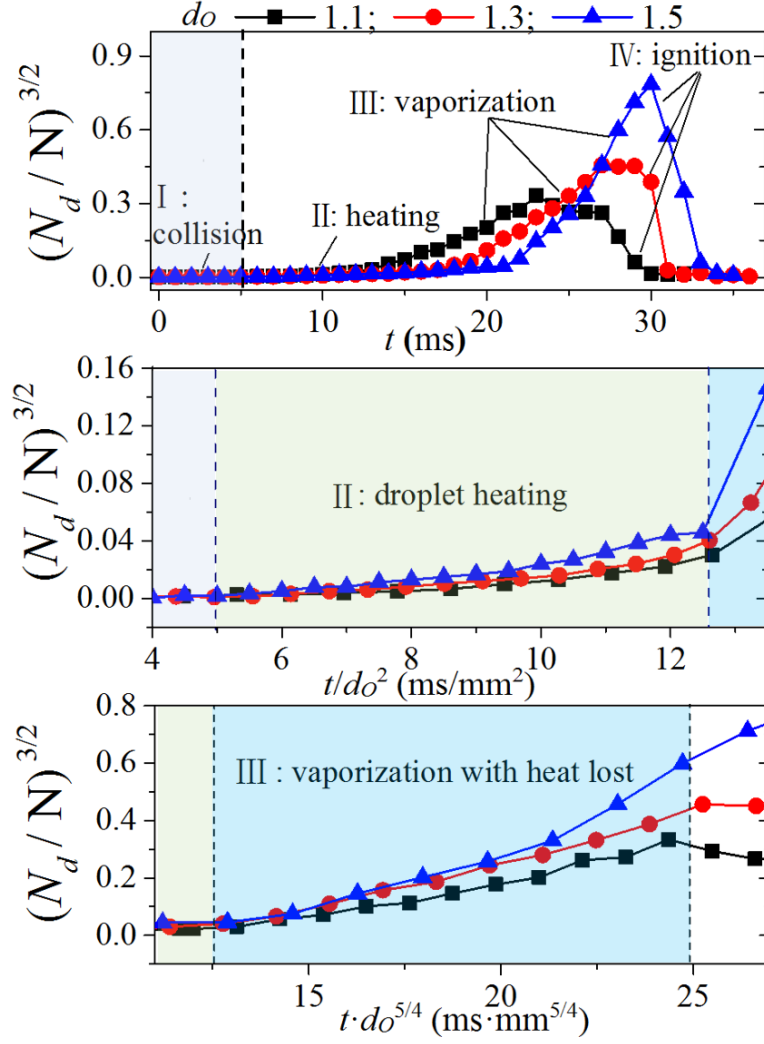 dO 1.1; 1.3; 1.5
(Nd / N) 3/2
0.9
0.6
0.3
0.0
Ⅰ:
collision
Ⅱ: heating
Ⅲ: vaporization
Ⅳ: ignition
0 10 20 30
t (ms)
(Nd / N) 3/2
0.16
0.12
0.08
0.04
0.00
Ⅱ: droplet heating
4 6 8 10 12
t/dO2 (ms/mm2)
(Nd / N) 3/2
0.8
0.6
0.4
0.2
0.0
Ⅲ: vaporization with heat lost
15 20 25
t·dO5/4 (ms·mm5/4)